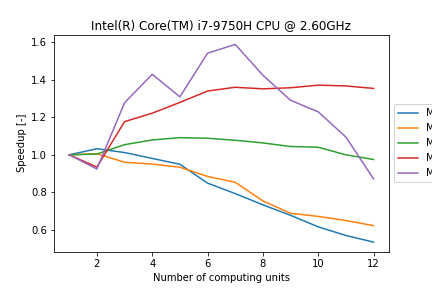 Intel(R) Core(TM) i7-9750H CPU @ 2.60GHz
Speedup [-]
1.6
1.4
1.2
1.0
0.8
0.6
2
4
6
8
10
12
Number of computing units
M
M
M
M
M